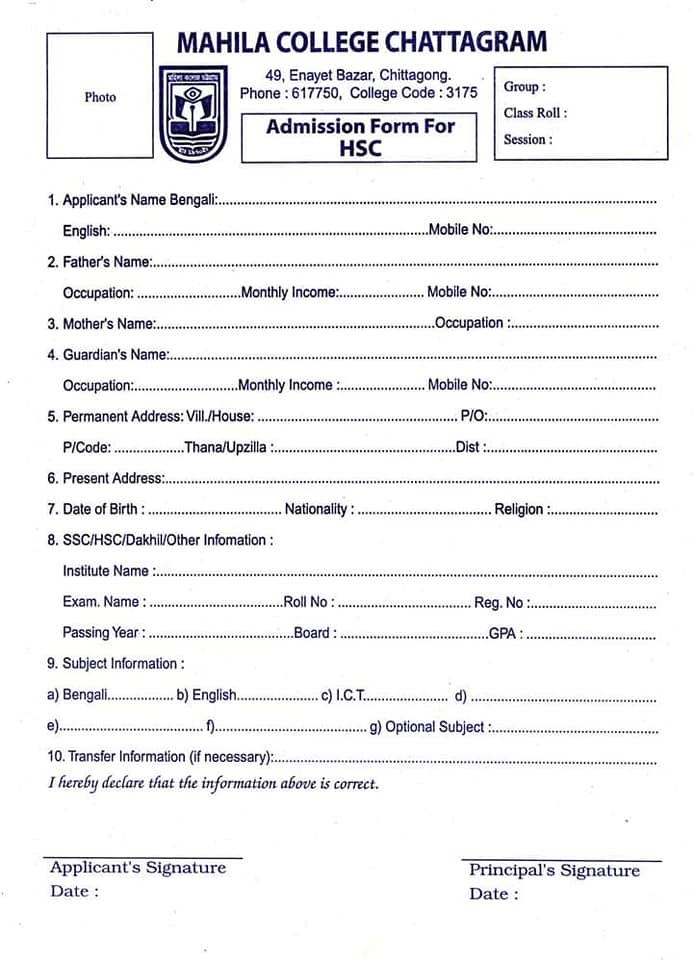 MAHILA COLLEGE CHATTAGRAM
Photo
মহিলা কলেজ চট্টগ্রাম
49, Enayet Bazar, Chittagong.
Phone : 617750, College Code : 3175
Admission Form For
HSC
Group :
Class Roll :
Session :
1. Applicant's Name Bengali:
English: Mobile No:
2. Father's Name:
Occupation: Monthly Income: Mobile No:
3. Mother's Name: Occupation :
4. Guardian's Name:
Occupation: Monthly Income : Mobile No:
5. Permanent Address: Vill./House: P/O:
P/Code: Thana/Upzilla : Dist :
6. Present Address:
7. Date of Birth : Nationality : Religion :
8. SSC/HSC/Dakhil/Other Infomation :
Institute Name :
Exam. Name : Roll No : Reg. No :
Passing Year : Board : GPA :
9. Subject Information :
a) Bengali b) English c) I.C.T. d)
e) f) g) Optional Subject :
10. Transfer Information (if necessary):
I hereby declare that the information above is correct.
Applicant's Signature
Date :
Principal's Signature
Date :